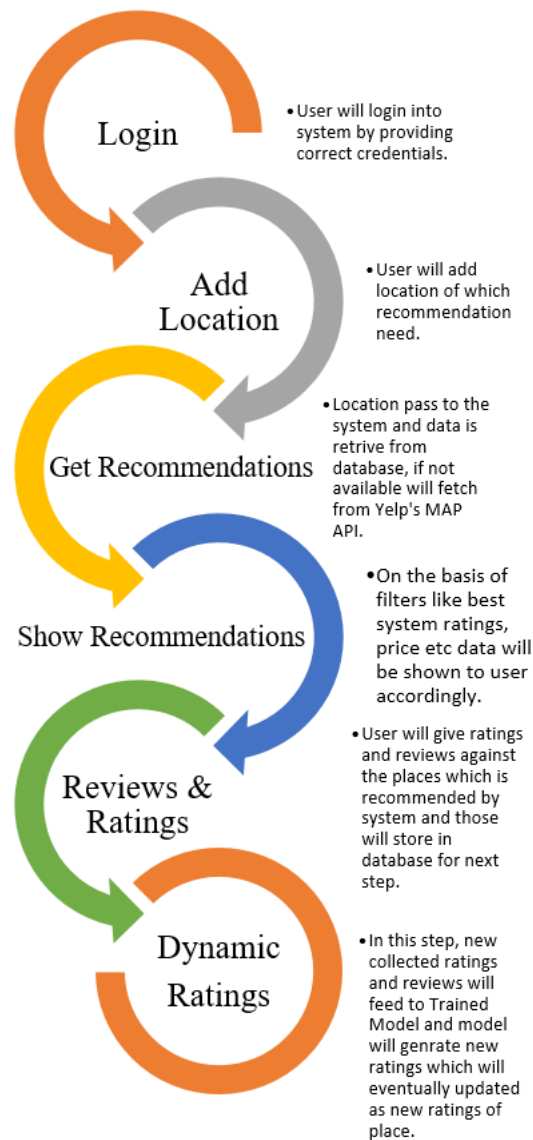 Login
•User will login into
system by providing
correct credentials.
Add
Location
•User will add
location of which
recommendation
need.
Get Recommendations
•Location pass to the
system and data is
retrive from
database, if not
available will fetch
from Yelp's MAP
API.
Show Recommendations
•On the basis of
filters like best
system ratings,
price etc data will
be shown to user
accordingly.
Reviews &
Ratings
•User will give ratings
and reviews against
the places which is
recommended by
system and those
will store in
database for next
step.
Dynamic
Ratings
•In this step, new
collected ratings
and reviews will
feed to Trained
Model and model
will genrate new
ratings which will
eventually updated
as new ratings of
place.